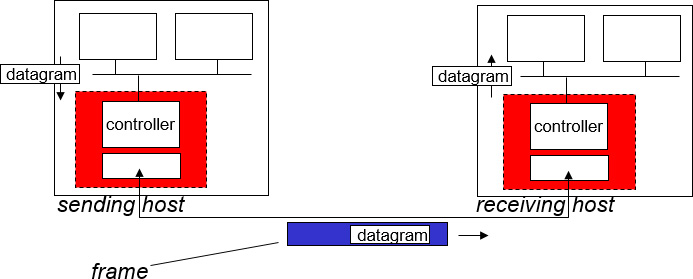 datagram
controller
sending host
datagram
controller
receiving host
datagram
frame